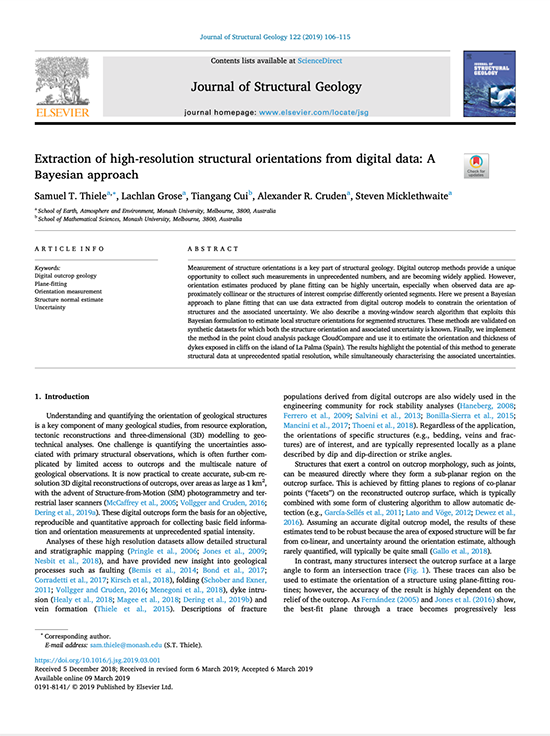 Journal of Structural Geology 122 (2019) 106–115
Contents lists available at ScienceDirect
Journal of Structural Geology
journal homepage: www.elsevier.com/locate/jsg
ELSEVIER
JOURNAL OF
STRUCTURAL
GEOLOGY
Extraction of high-resolution structural orientations from digital data: A
Bayesian approach
Check for
updates
Samuel T. Thieleᵃ,*, Lachlan Groseᵃ, Tiangang Cuiᵇ, Alexander R. Crudenᵃ, Steven Micklethwaiteᵃ
ᵃ School of Earth, Atmosphere and Environment, Monash University, Melbourne, 3800, Australia
ᵇ School of Mathematical Sciences, Monash University, Melbourne, 3800, Australia
ARTICLE INFO
Keywords:
Digital outcrop geology
Plane-fitting
Orientation measurement
Structure normal estimate
Uncertainty
ABSTRACT
Measurement of structure orientations is a key part of structural geology. Digital outcrop methods provide a unique
opportunity to collect such measurements in unprecedented numbers, and are becoming widely applied. However,
orientation estimates produced by plane fitting can be highly uncertain, especially when observed data are ap-
proximately collinear or the structures of interest comprise differently oriented segments. Here we present a Bayesian
approach to plane fitting that can use data extracted from digital outcrop models to constrain the orientation of
structures and the associated uncertainty. We also describe a moving-window search algorithm that exploits this
Bayesian formulation to estimate local structure orientations for segmented structures. These methods are validated on
synthetic datasets for which both the structure orientation and associated uncertainty is known. Finally, we implement
the method in the point cloud analysis package CloudCompare and use it to estimate the orientation and thickness of
dykes exposed in cliffs on the island of La Palma (Spain). The results highlight the potential of this method to generate
structural data at unprecedented spatial resolution, while simultaneously characterising the associated uncertainties.
1. Introduction
Understanding and quantifying the orientation of geological structures
is a key component of many geological studies, from resource exploration,
tectonic reconstructions and three-dimensional (3D) modelling to geo-
technical analyses. One challenge is quantifying the uncertainties asso-
ciated with primary structural observations, which is often further com-
plicated by limited access to outcrops and the multiscale nature of
geological observations. It is now practical to create accurate, sub-cm re-
solution 3D digital reconstructions of outcrops, over areas as large as 1 km²,
with the advent of Structure-from-Motion (SfM) photogrammetry and ter-
restrial laser scanners (McCaffrey et al., 2005; Vollgger and Cruden, 2016;
Dering et al., 2019a). These digital outcrops form the basis for an objective,
reproducible and quantitative approach for collecting basic field informa-
tion and orientation measurements at unprecedented spatial intensity.
Analyses of these high resolution datasets allow detailed structural
and stratigraphic mapping (Pringle et al., 2006; Jones et al., 2009;
Nesbit et al., 2018), and have provided new insight into geological
processes such as faulting (Bemis et al., 2014; Bond et al., 2017;
Corradetti et al., 2017; Kirsch et al., 2018), folding (Schober and Exner,
2011; Vollgger and Cruden, 2016; Menegoni et al., 2018), dyke intru-
sion (Healy et al., 2018; Magee et al., 2018; Dering et al., 2019b) and
vein formation (Thiele et al., 2015). Descriptions of fracture
populations derived from digital outcrops are also widely used in the
engineering community for rock stability analyses (Haneberg, 2008;
Ferrero et al., 2009; Salvini et al., 2013; Bonilla-Sierra et al., 2015;
Mancini et al., 2017; Thoeni et al., 2018). Regardless of the application,
the orientations of specific structures (e.g., bedding, veins and frac-
tures) are of interest, and are typically represented locally as a plane
described by dip and dip-direction or strike angles.
Structures that exert a control on outcrop morphology, such as joints,
can be measured directly where they form a sub-planar region on the
outcrop surface. This is achieved by fitting planes to regions of co-planar
points ("facets") on the reconstructed outcrop surface, which is typically
combined with some form of clustering algorithm to allow automatic de-
tection (e.g., García-Sellés et al., 2011; Lato and Vöge, 2012; Dewez et al.,
2016). Assuming an accurate digital outcrop model, the results of these
estimates tend to be robust because the area of exposed structure will be far
from co-linear, and uncertainty around the orientation estimate, although
rarely quantified, will typically be quite small (Gallo et al., 2018).
In contrast, many structures intersect the outcrop surface at a large
angle to form an intersection trace (Fig. 1). These traces can also be
used to estimate the orientation of a structure using plane-fitting rou-
tines; however, the accuracy of the result is highly dependent on the
relief of the outcrop. As Fernández (2005) and Jones et al. (2016) show,
the best-fit plane through a trace becomes progressively less
* Corresponding author.
E-mail address: sam.thiele@monash.edu (S.T. Thiele).
https://doi.org/10.1016/j.jsg.2019.03.001
Received 5 December 2018; Received in revised form 6 March 2019; Accepted 6 March 2019
Available online 09 March 2019
0191-8141/ © 2019 Published by Elsevier Ltd.